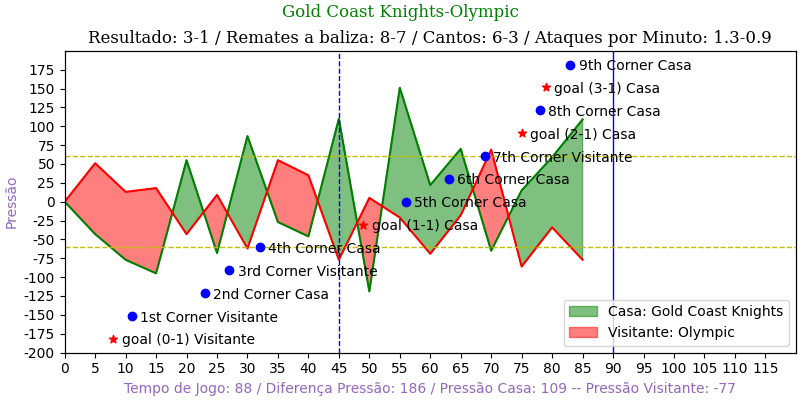 Gold Coast Knights-Olympic
Resultado: 3-1 / Remates a baliza: 8-7 / Cantos: 6-3 / Ataques por Minuto: 1.3-0.9
Pressão
175
150
125
100
75
50
25
0
-25
-50
-75
-100
-125
-150
-175
-200
9th Corner Casa
goal (3-1) Casa
8th Corner Casa
goal (2-1) Casa
7th Corner Visitante
6th Corner Casa
5th Corner Casa
goal (1-1) Casa
4th Corner Casa
3rd Corner Visitante
2nd Corner Casa
1st Corner Visitante
goal (0-1) Visitante
Casa: Gold Coast Knights
Visitante: Olympic
0 5 10 15 20 25 30 35 40 45 50 55 60 65 70 75 80 85 90 95 100 105 110 115
Tempo de Jogo: 88 / Diferença Pressão: 186 / Pressão Casa: 109 -- Pressão Visitante: -77